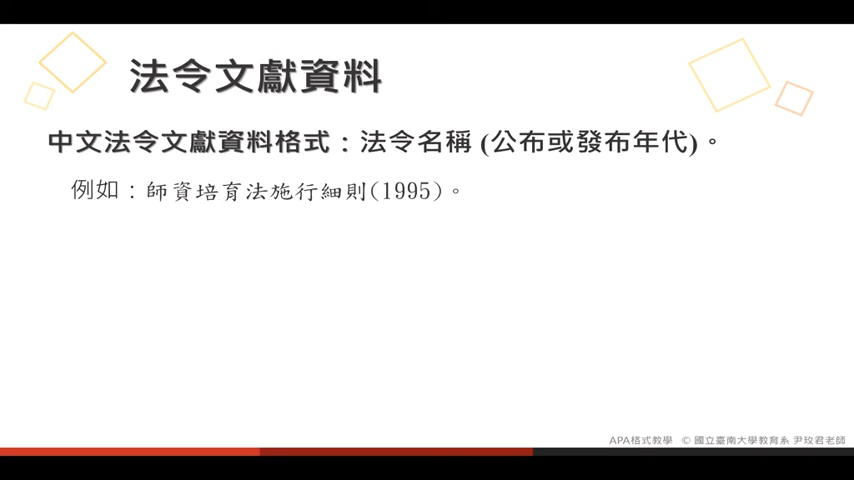 法令文獻資料
中文法令文獻資料格式：法令名稱 (公布或發布年代)。
例如：師資培育法施行細則(1995)。
APA格式教學 © 國立臺南大學教育系 尹玫君老師